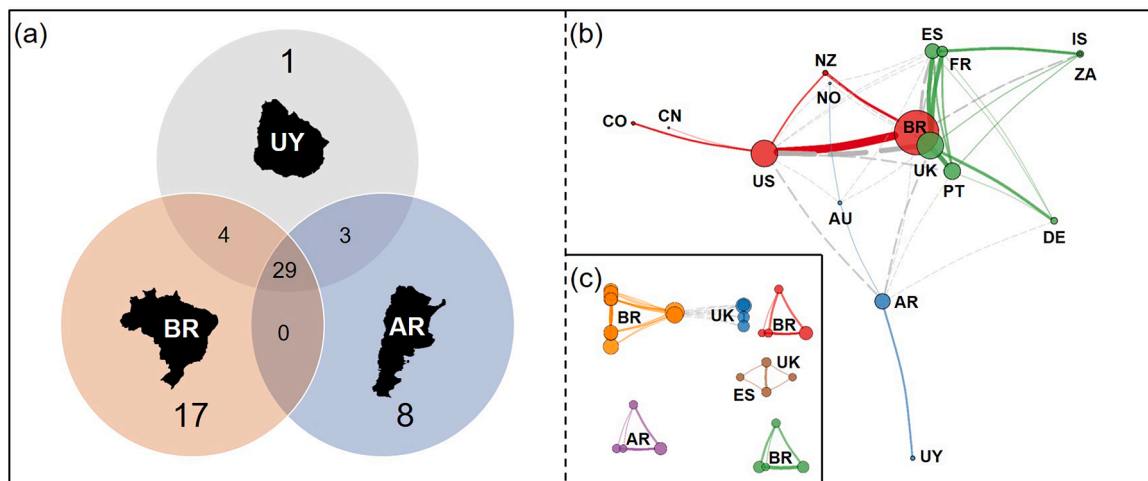 (a)
1
UY
4
3
29
BR
0
AR
17
8
(b)
ES
IS
FR
NZ
ZA
NO
CO
CN
BR
US
UK
PT
AU
DE
AR
UY
(c)
BR
UK
BR
UK
ES
AR
BR